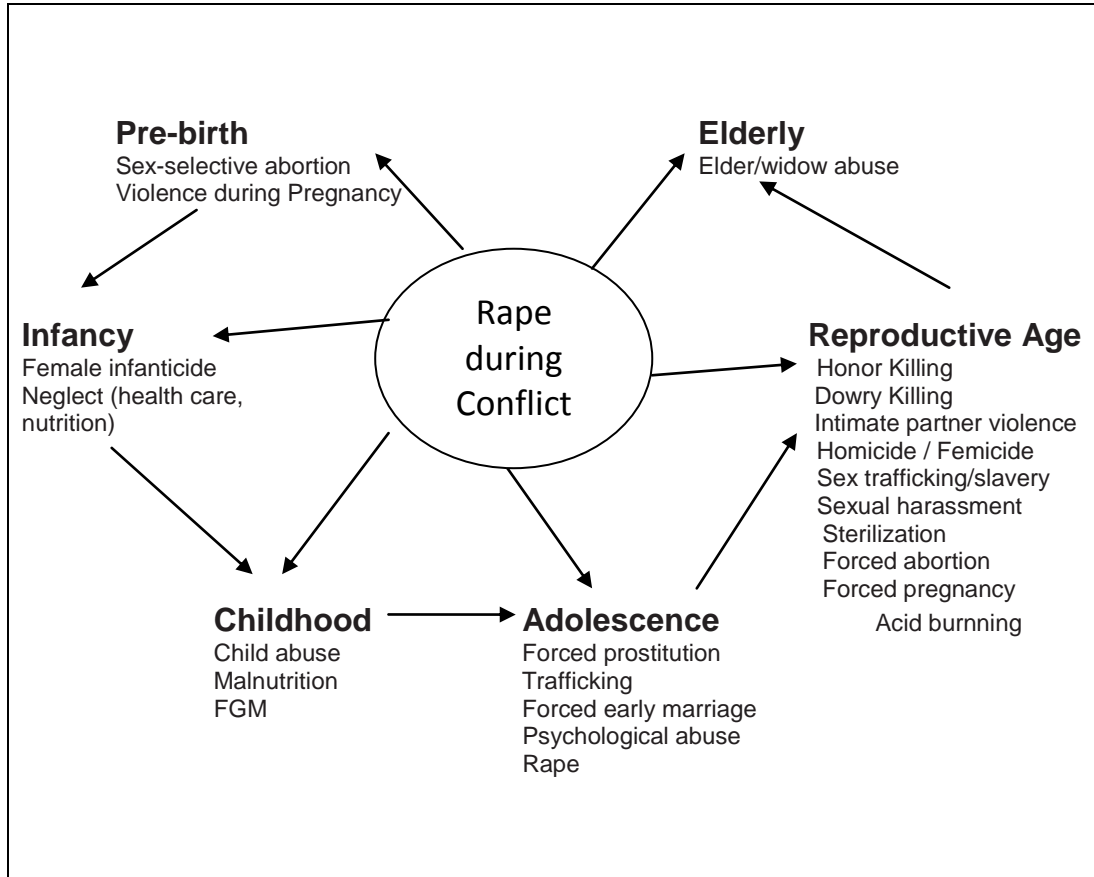 Pre-birth
Sex-selective abortion
Violence during Pregnancy
Elderly
Elder/widow abuse
Rape
during
Conflict
Infancy
Female infanticide
Neglect (health care,
nutrition)
Reproductive Age
Honor Killing
Dowry Killing
Intimate partner violence
Homicide / Femicide
Sex trafficking/slavery
Sexual harassment
Sterilization
Forced abortion
Forced pregnancy
Acid burnning
Childhood
Child abuse
Malnutrition
FGM
Adolescence
Forced prostitution
Trafficking
Forced early marriage
Psychological abuse
Rape